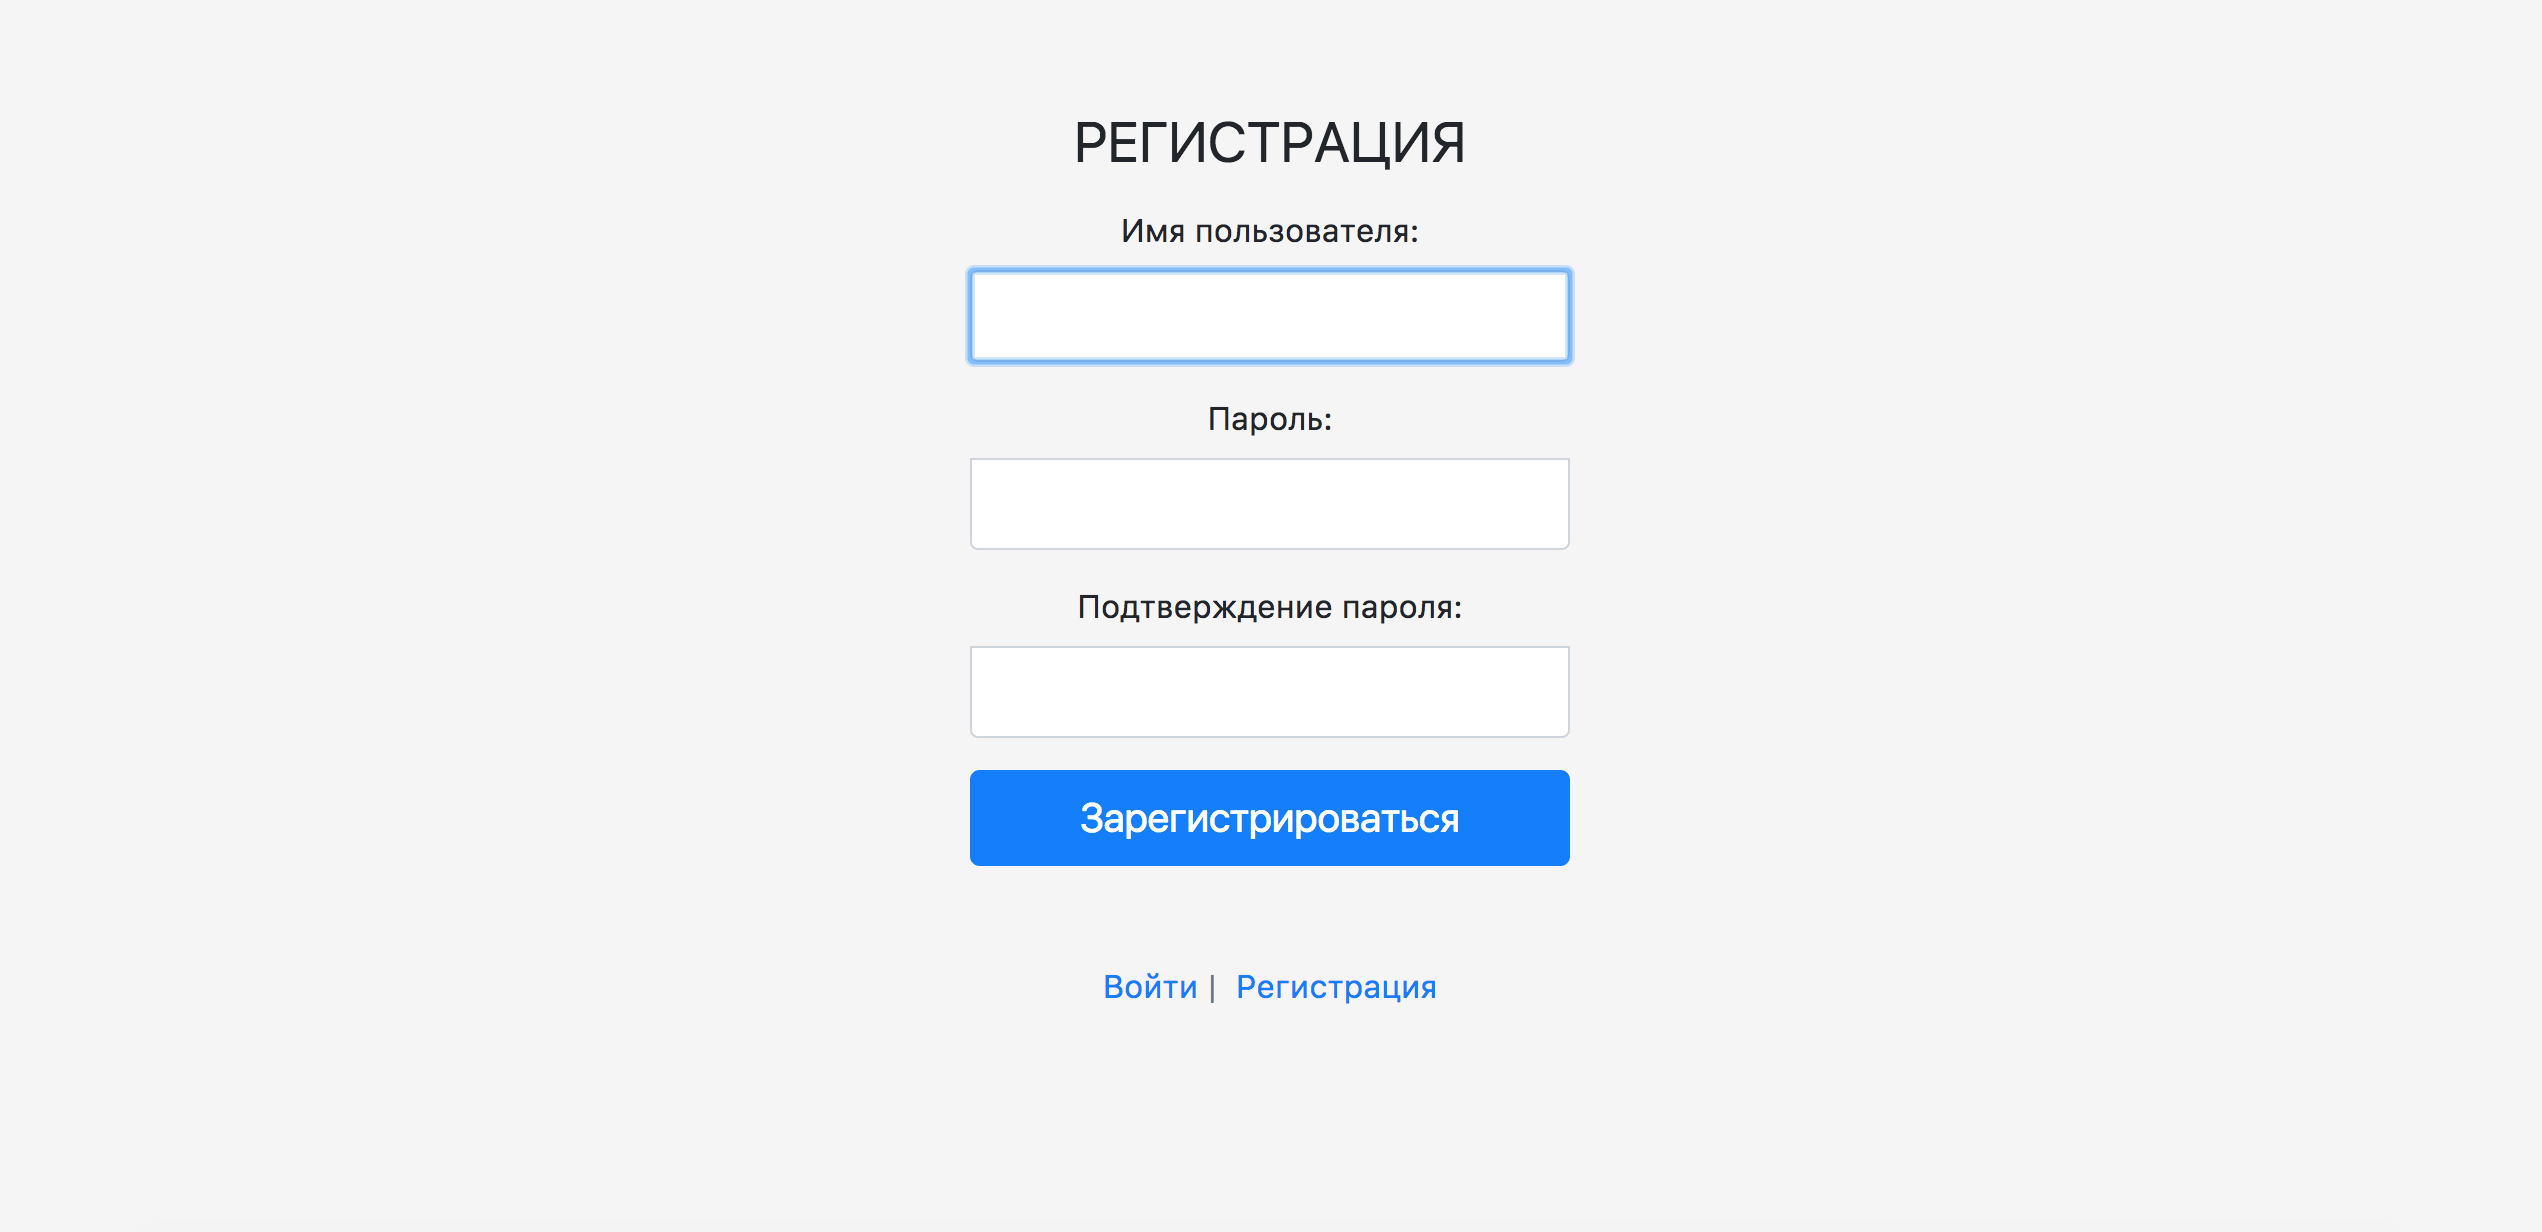 РЕГИСТРАЦИЯ
Имя пользователя:
Пароль:
Подтверждение пароля:
Зарегистрироваться
Войти | Регистрация